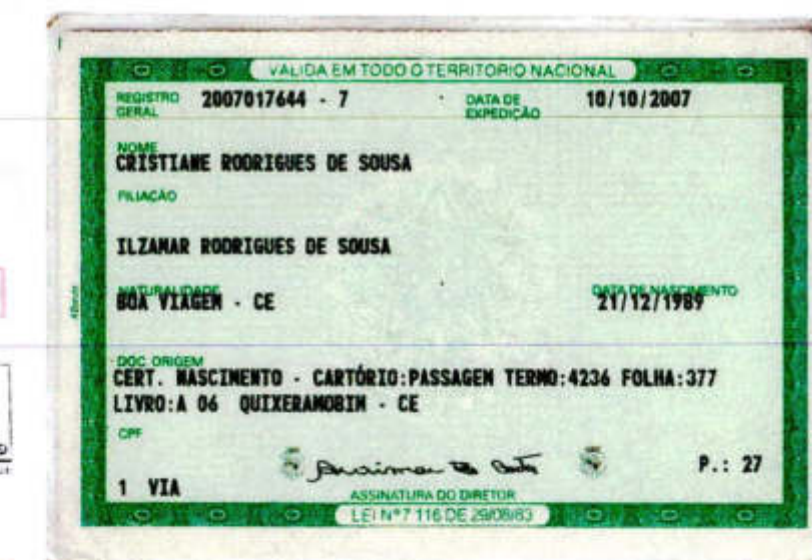 VÁLIDA EM TODO O TERRITÓRIO NACIONAL
REGISTRO GERAL 2007017644 - 7 DATA DE EXPEDIÇÃO 10/10/2007
NOME
CRISTIANE RODRIGUES DE SOUSA
FILIAÇÃO
ILZAMAR RODRIGUES DE SOUSA
NATURALIDADE DATA DE NASCIMENTO
BOA VIAGEM - CE 21/12/1989
DOC. ORIGEM
CERT. NASCIMENTO - CARTÓRIO:PASSAGEM TERMO:4236 FOLHA:377
LIVRO:A 06 QUIXERAMOBIM - CE
CPF
P.: 27
1 VIA
ASSINATURA DO DIRETOR
LEI Nº 7 116 DE 29/08/83